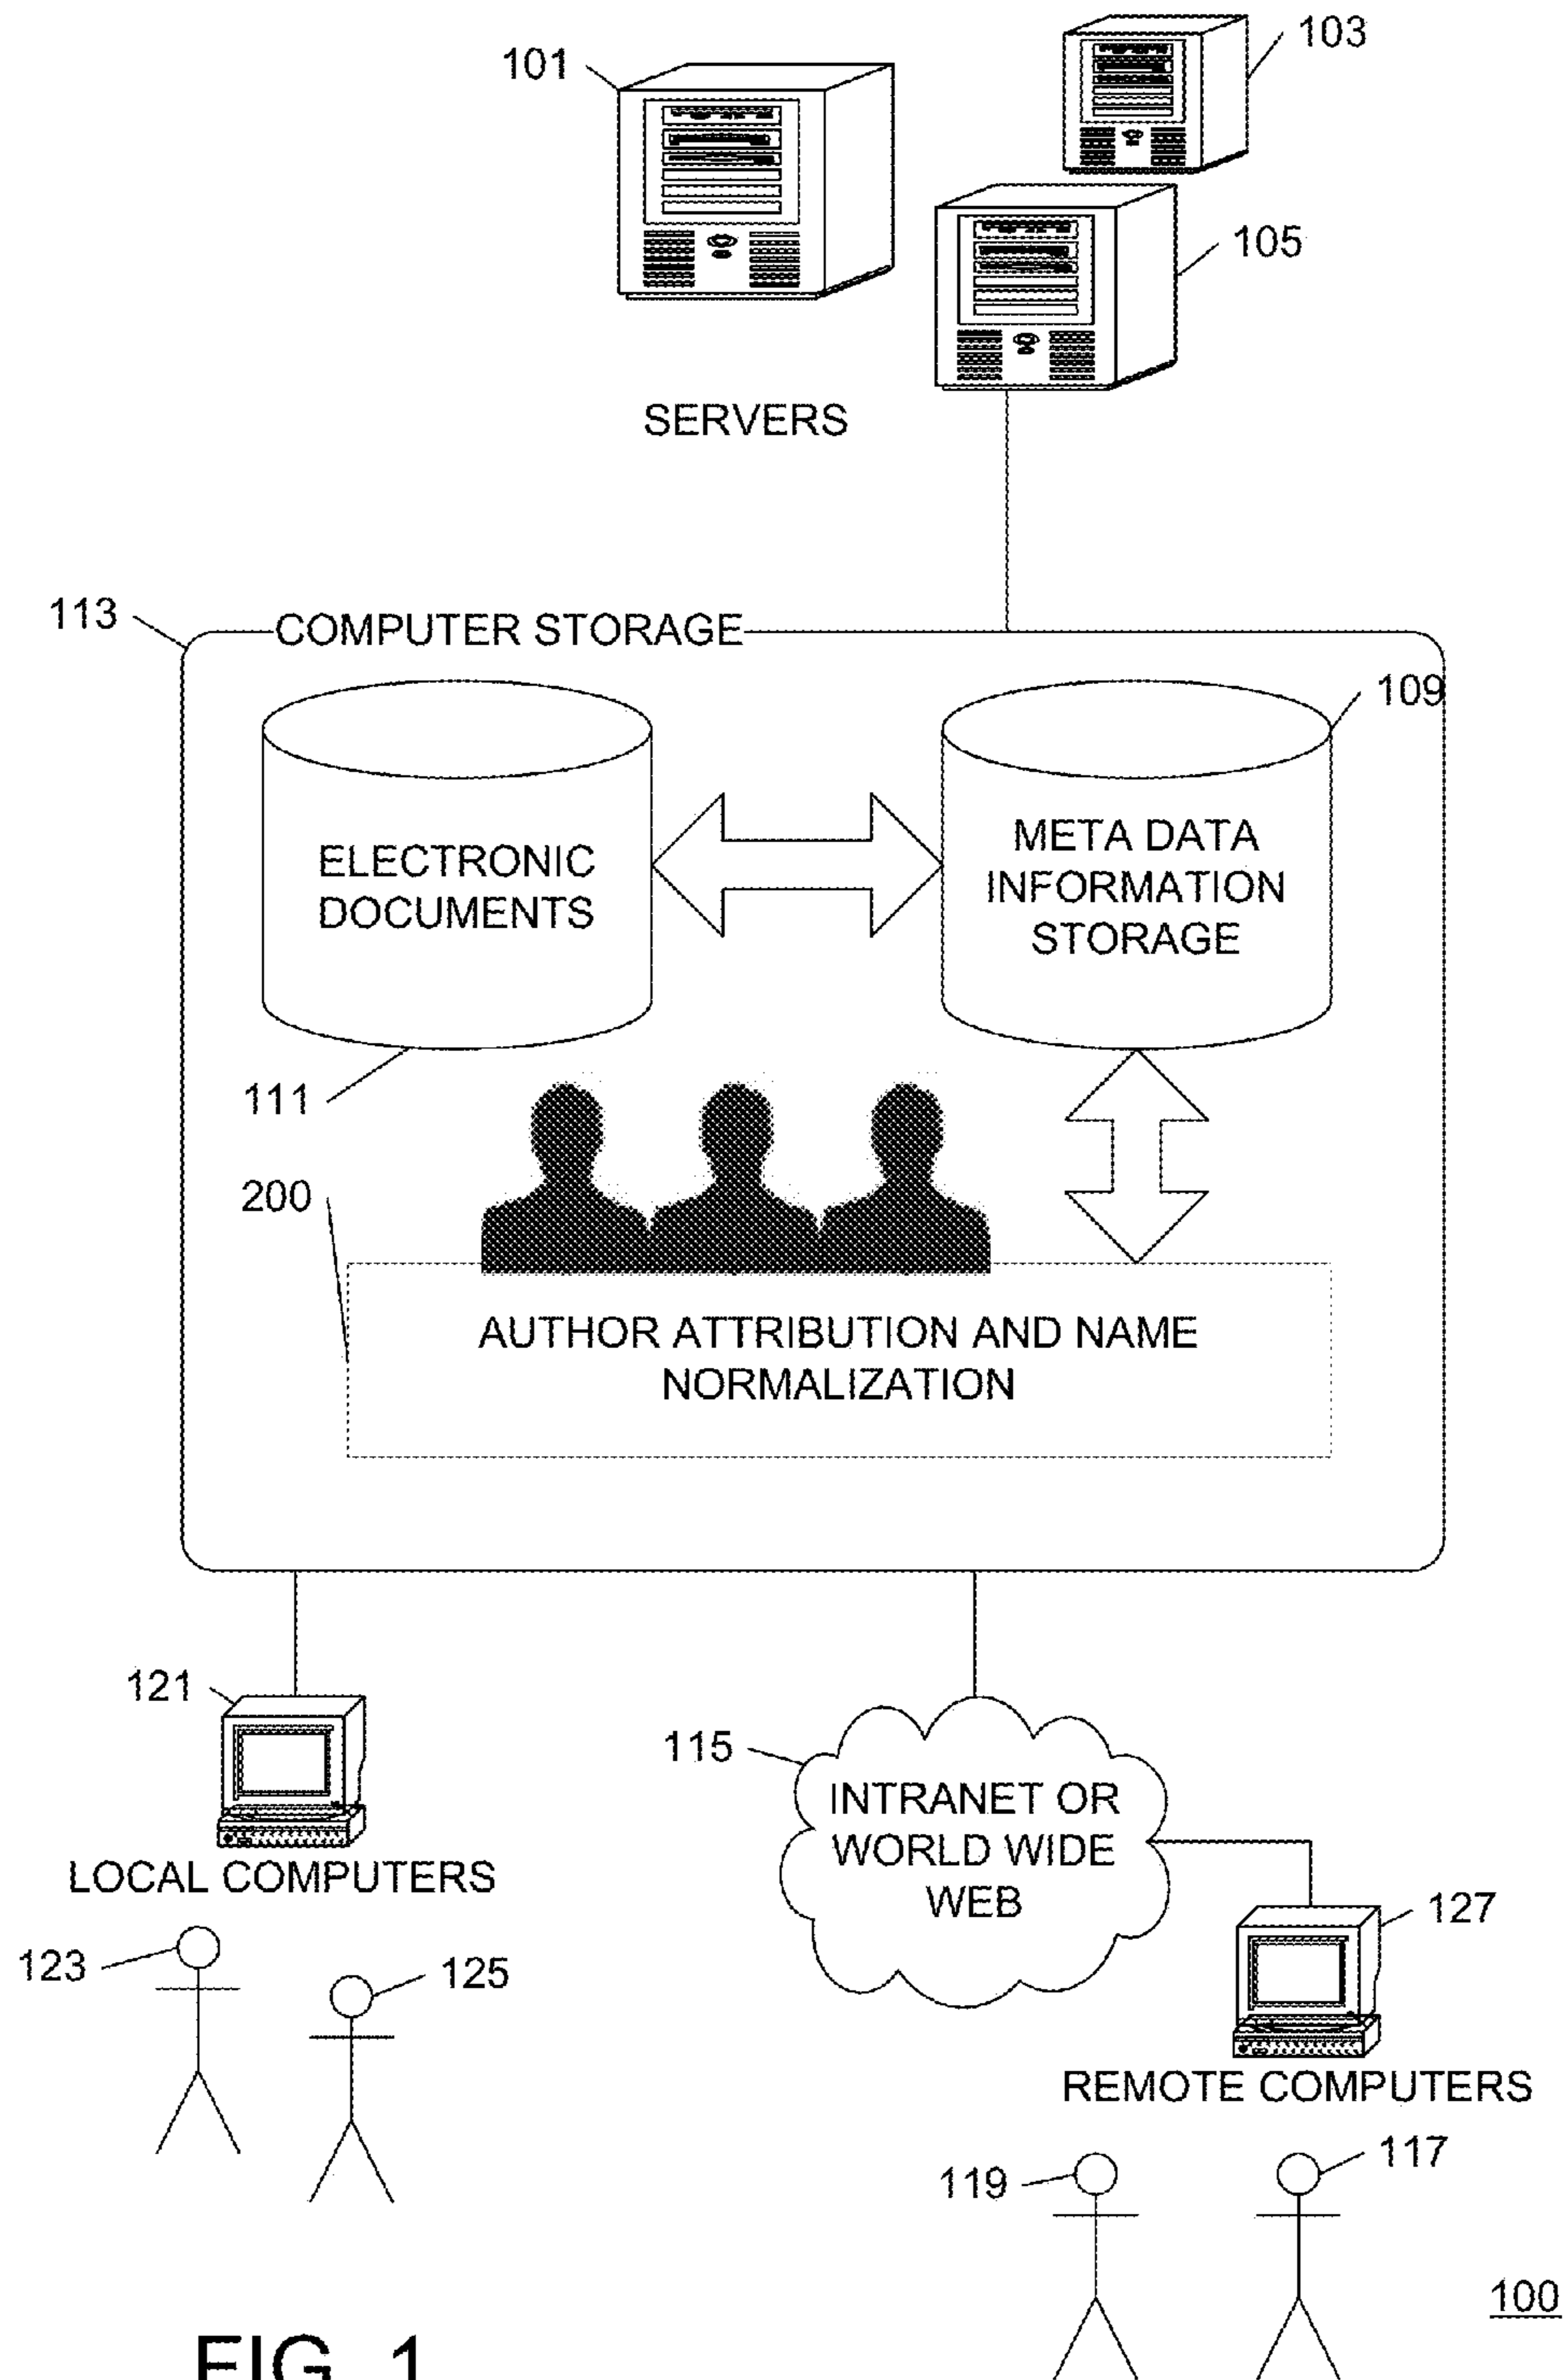 101
103
105
SERVERS
113
COMPUTER STORAGE
109
ELECTRONIC
DOCUMENTS
META DATA
INFORMATION
STORAGE
111
200
AUTHOR ATTRIBUTION AND NAME
NORMALIZATION
121
LOCAL COMPUTERS
115
INTRANET OR
WORLD WIDE
WEB
127
REMOTE COMPUTERS
123
125
119
117
100
FIG. 1